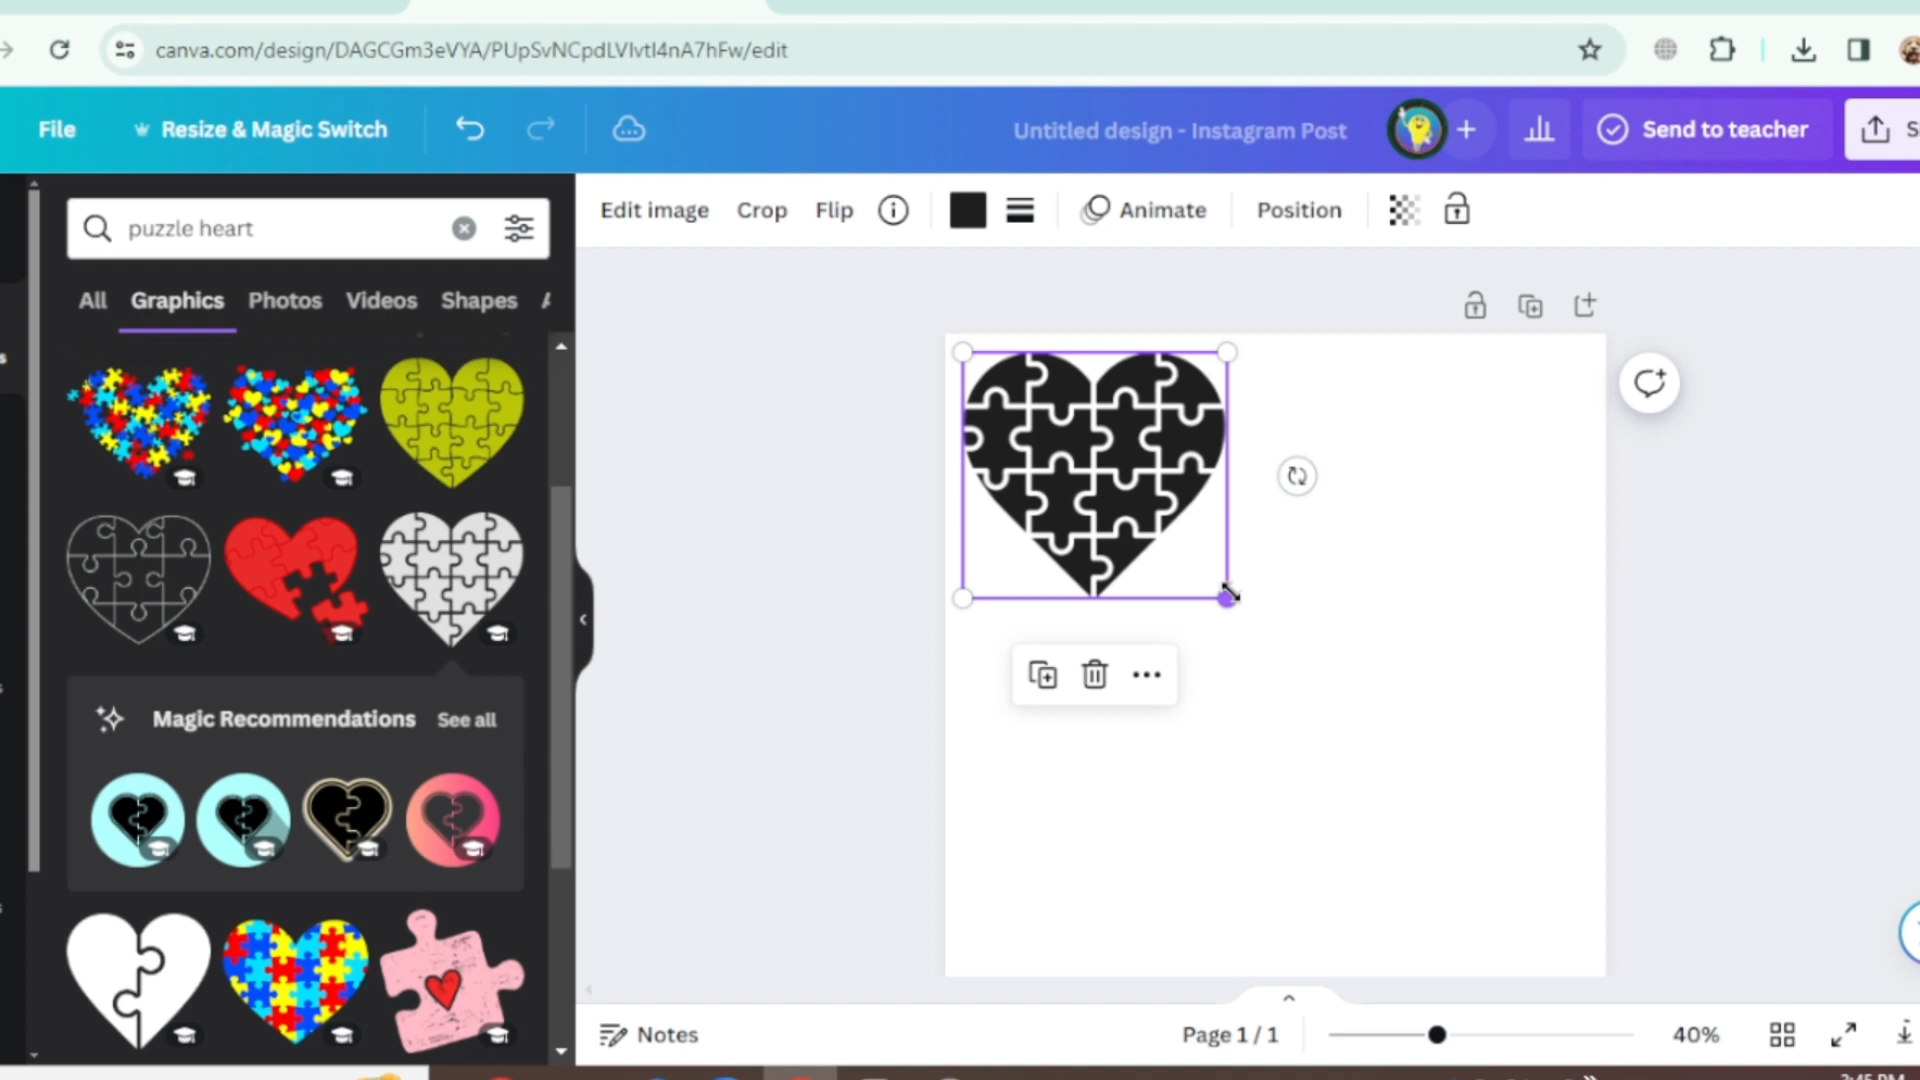 canva.com/design/DAGCGm3eVYA/PUpSvNCpdLVIvtI4nA7hFw/edit
File
Resize & Magic Switch
Untitled design - Instagram Post
Send to teacher
puzzle heart
All
Graphics
Photos
Videos
Shapes
Edit image
Crop
Flip
Animate
Position
Magic Recommendations
See all
Notes
Page 1 / 1
40%